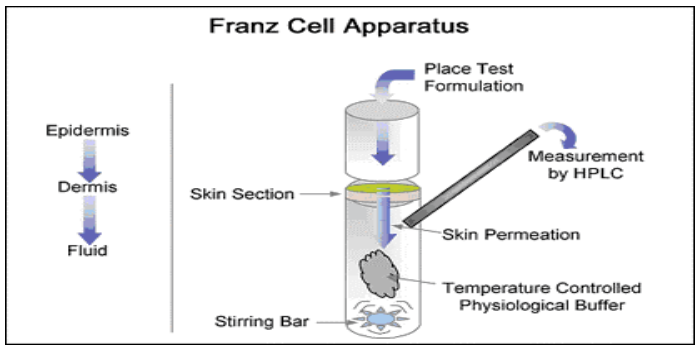 Franz Cell Apparatus
Place Test
Formulation
Epidermis
Dermis
Fluid
Skin Section
Measurement
by HPLC
Skin Permeation
Temperature Controlled
Physiological Buffer
Stirring Bar